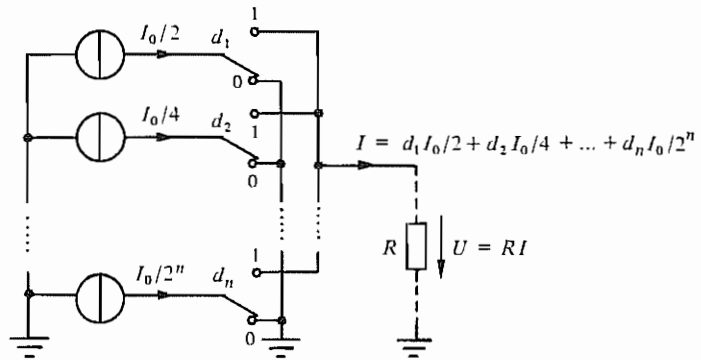 1
I₀/2 d₁
0
I₀/4 d₂ 1
0
I = d₁I₀/2 + d₂I₀/4 + ... + dₙI₀/2ⁿ
R U = RI
1
I₀/2ⁿ dₙ
0